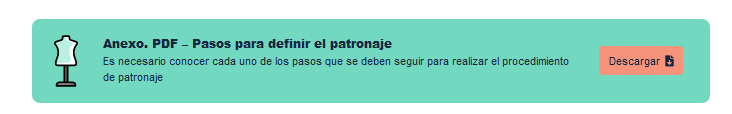 Anexo. PDF – Pasos para definir el patronaje
Es necesario conocer cada uno de los pasos que se deben seguir para realizar el procedimiento
de patronaje
Descargar